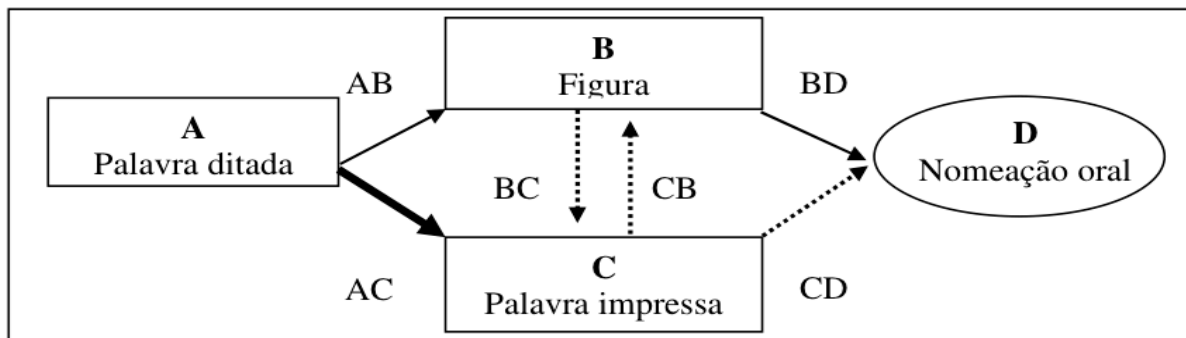 B
Figura
AB
BD
A
Palavra ditada
D
Nomeação oral
BC
CB
C
Palavra impressa
AC
CD